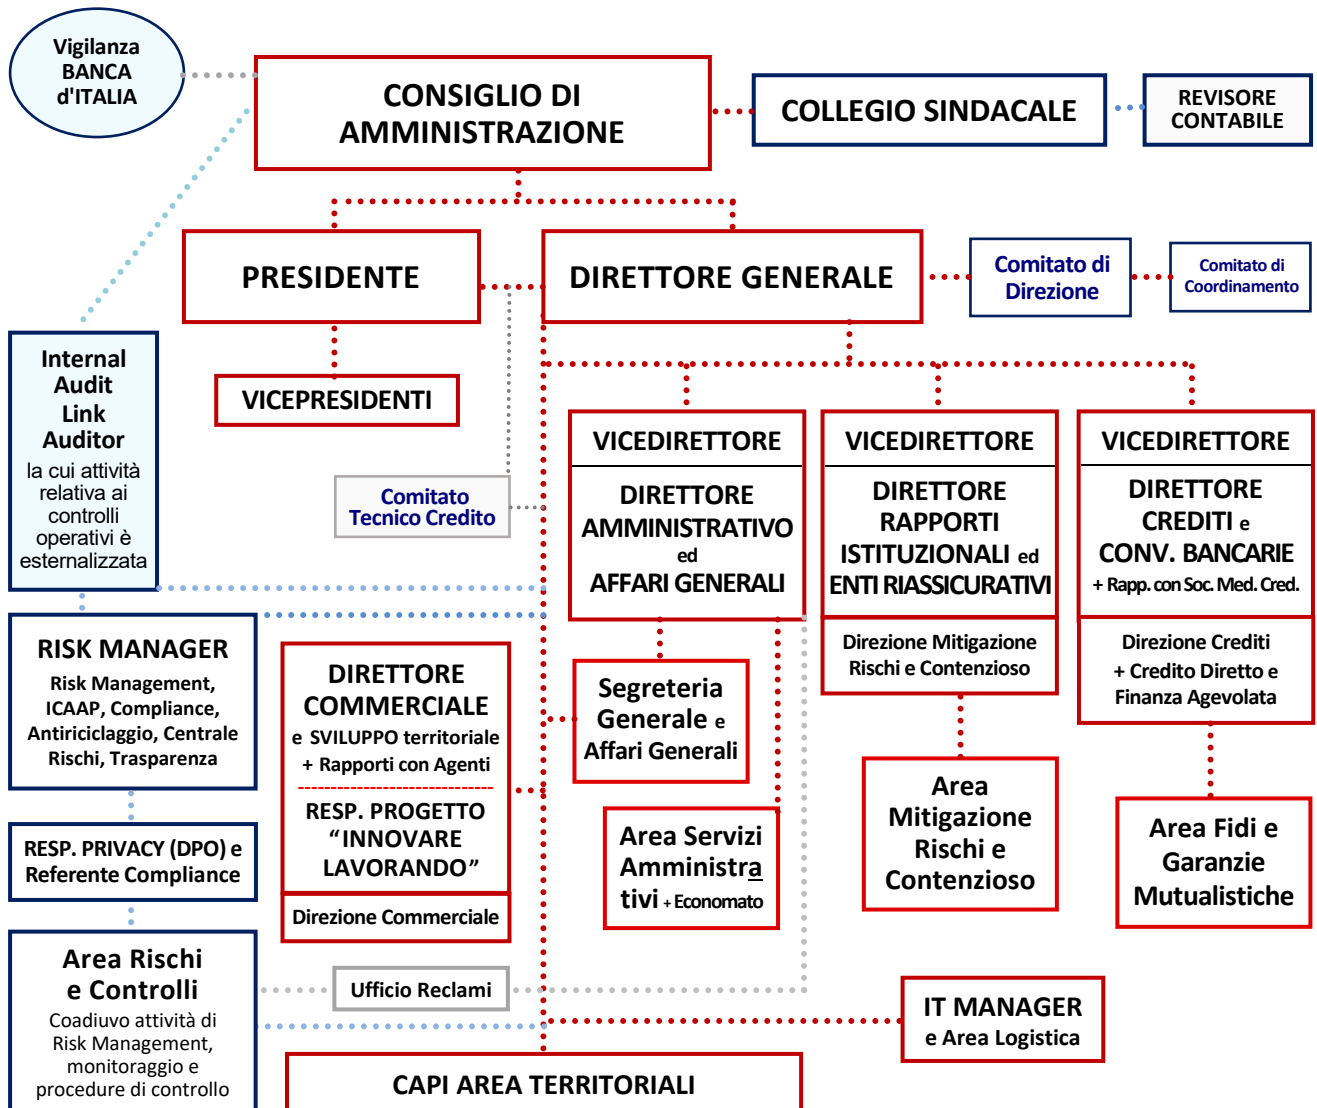 Vigilanza
BANCA
d'ITALIA
CONSIGLIO DI
AMMINISTRAZIONE
COLLEGIO SINDACALE
REVISORE
CONTABILE
PRESIDENTE
DIRETTORE GENERALE
Comitato di
Direzione
Comitato di
Coordinamento
VICEPRESIDENTI
Internal
Audit
Link
Auditor
la cui attività
relativa ai
controlli
operativi è
esternalizzata
Comitato
Tecnico Credito
VICEDIRETTORE
DIRETTORE
AMMINISTRATIVO
ed
AFFARI GENERALI
VICEDIRETTORE
DIRETTORE
RAPPORTI
ISTITUZIONALI ed
ENTI RIASSICURATIVI
Direzione Mitigazione
Rischi e Contenzioso
VICEDIRETTORE
DIRETTORE
CREDITI e
CONV. BANCARIE
+ Rapp. con Soc. Med. Cred.
Direzione Crediti
+ Credito Diretto e
Finanza Agevolata
RISK MANAGER
Risk Management,
ICAAP, Compliance,
Antiriciclaggio, Centrale
Rischi, Trasparenza
DIRETTORE
COMMERCIALE
e SVILUPPO territoriale
+ Rapporti con Agenti
RESP. PROGETTO
“INNOVARE
LAVORANDO”
Direzione Commerciale
Segreteria
Generale e
Affari Generali
Area Servizi
Amministra
tivi + Economato
Area
Mitigazione
Rischi e
Contenzioso
Area Fidi e
Garanzie
Mutualistiche
RESP. PRIVACY (DPO) e
Referente Compliance
Area Rischi
e Controlli
Coadiuvo attività di
Risk Management,
monitoraggio e
procedure di controllo
Ufficio Reclami
IT MANAGER
e Area Logistica
CAPI AREA TERRITORIALI